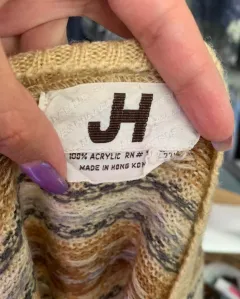 JH
100% ACRYLIC RN #
MADE IN HONG KONG